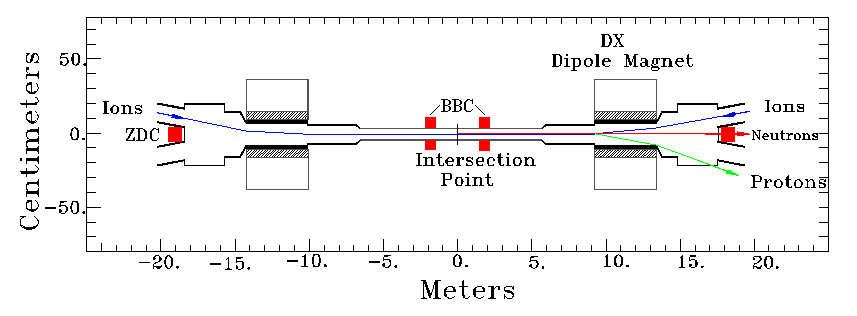 DX
Dipole Magnet
50.
Ions
BBC
Ions
ZDC
0.
Neutrons
Intersection
Point
Protons
-50.
Centimeters
-20.
-15.
-10.
-5.
0.
5.
10.
15.
20.
Meters